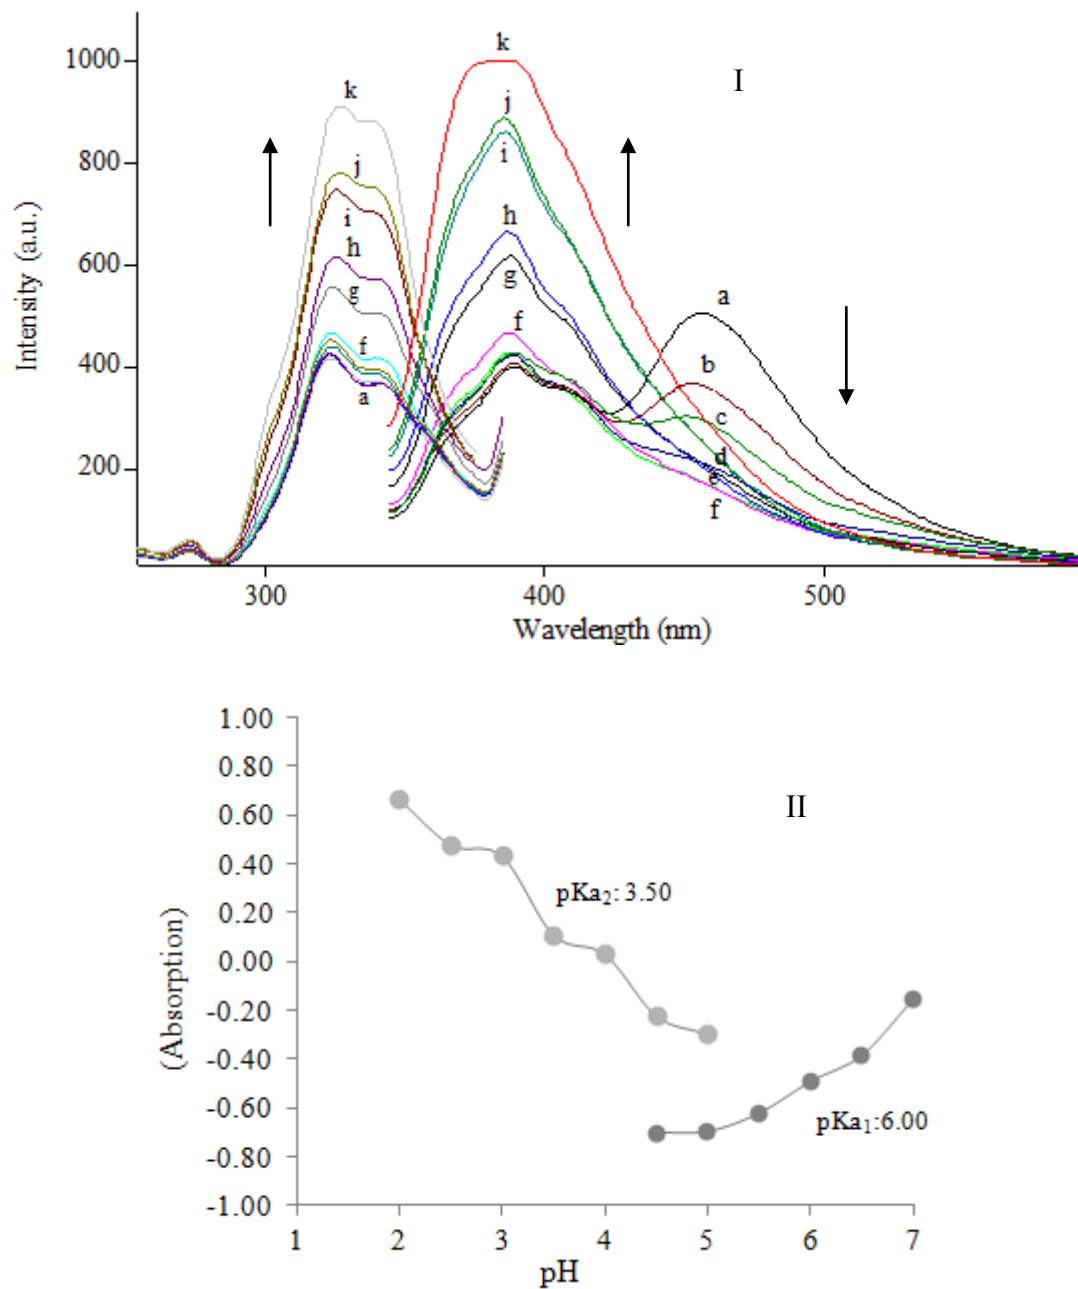 I
Intensity (a.u.)
1000
800
600
400
200
k
j
i
h
g
f
a
k
j
i
h
g
f
a
b
c
d
e
f
300 400 500
Wavelength (nm)
II
(Absorption)
1.00
0.80
0.60
0.40
0.20
0.00
-0.20
-0.40
-0.60
-0.80
-1.00
pKa₂: 3.50
pKa₁:6.00
1 2 3 4 5 6 7
pH